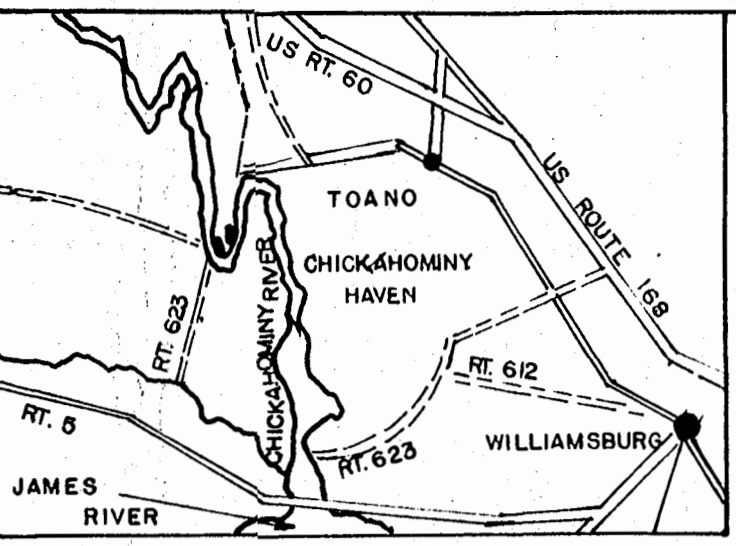 US RT. 60
TOANO
US ROUTE 168
CHICKAHOMINY
HAVEN
CHICKAHOMINY RIVER
RT. 623
RT. 612
RT. 5
WILLIAMSBURG
RT. 623
JAMES
RIVER